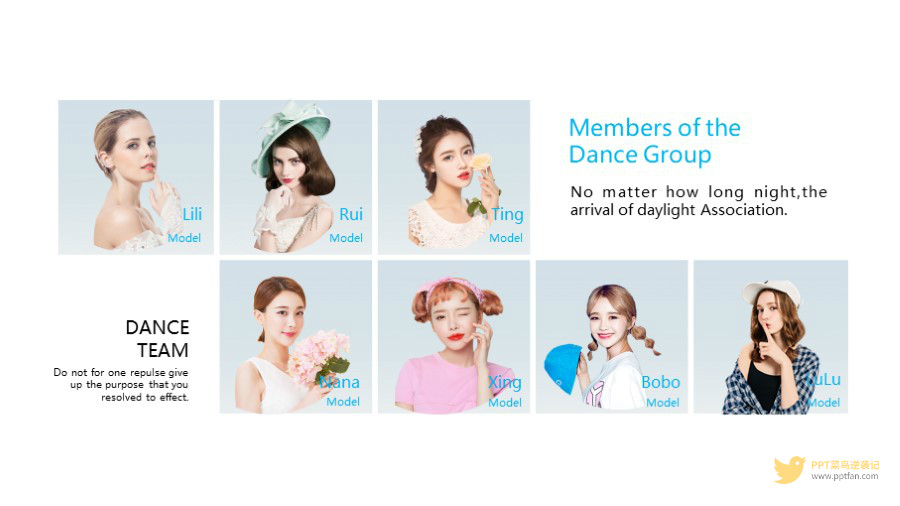 Members of the
Dance Group
No matter how long night,the
arrival of daylight Association.
Lili
Model
Rui
Model
Ting
Model
DANCE
TEAM
Do not for one repulse give
up the purpose that you
resolved to effect.
Nana
Model
Xing
Model
Bobo
Model
LuLu
Model
PPT菜鸟逆袭记
www.pptfan.com